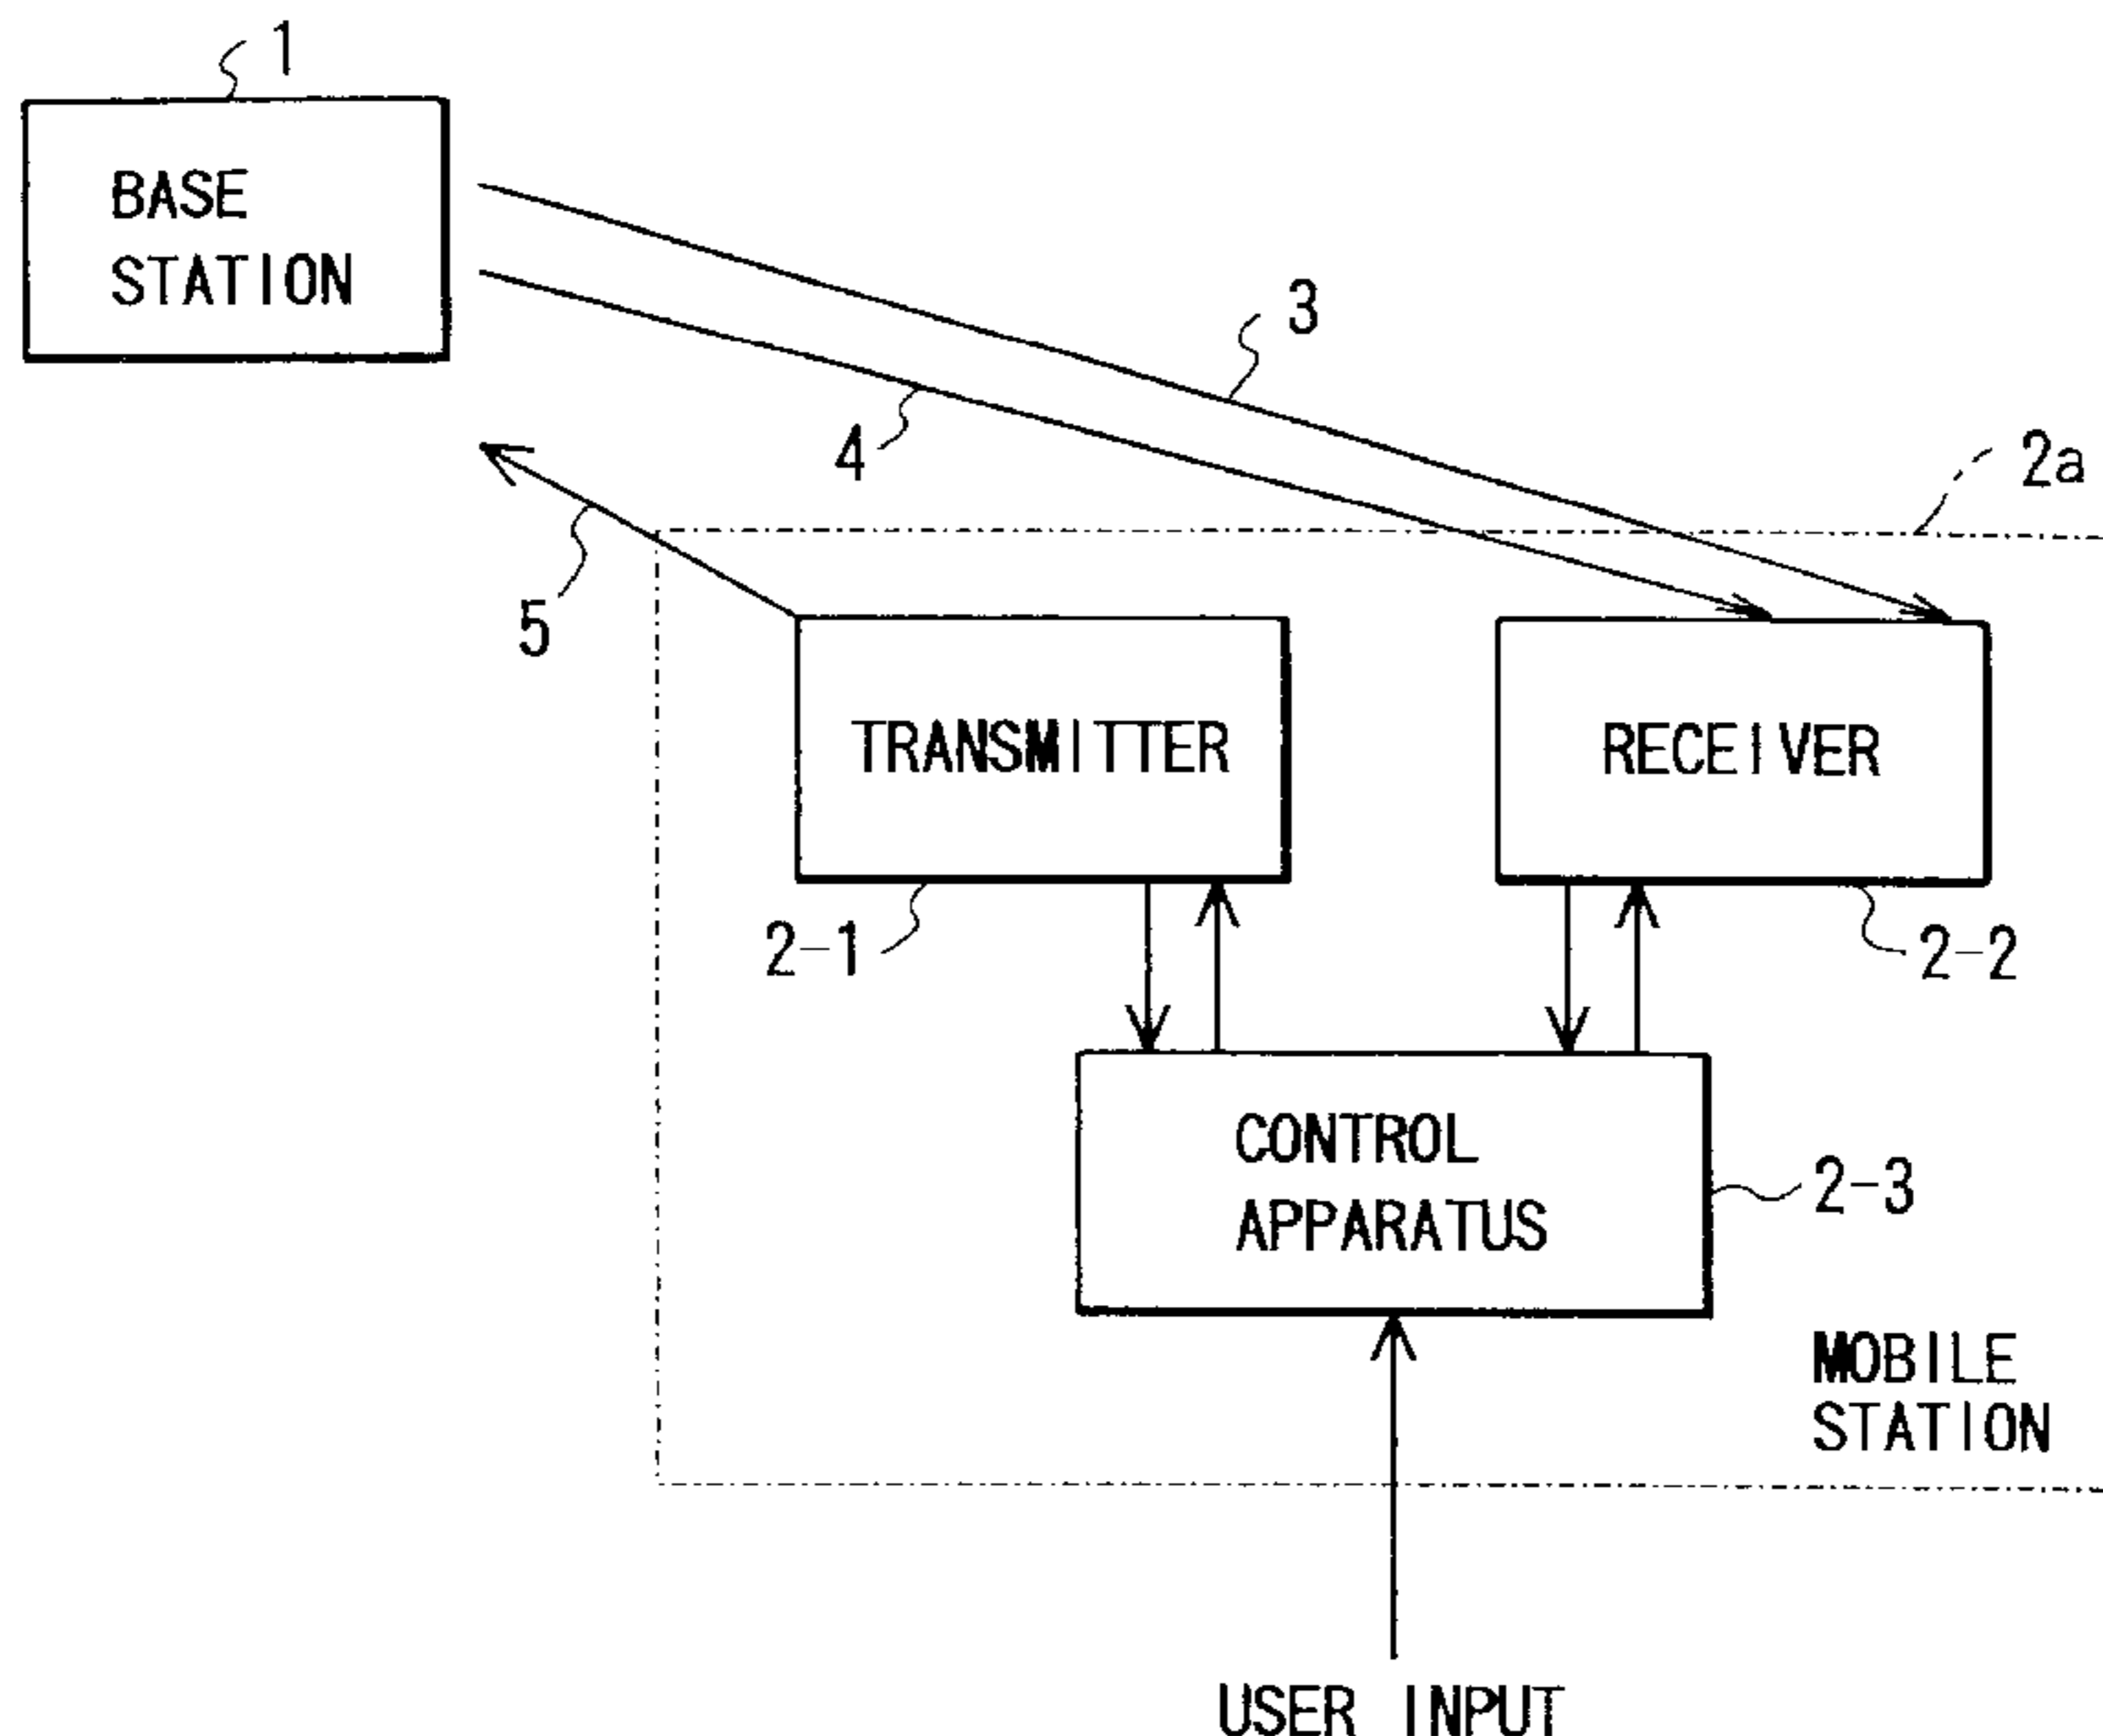 1
BASE
STATION
3
4
2a
5
TRANSMITTER
RECEIVER
2-1
2-2
CONTROL
APPARATUS
2-3
MOBILE
STATION
USER INPUT